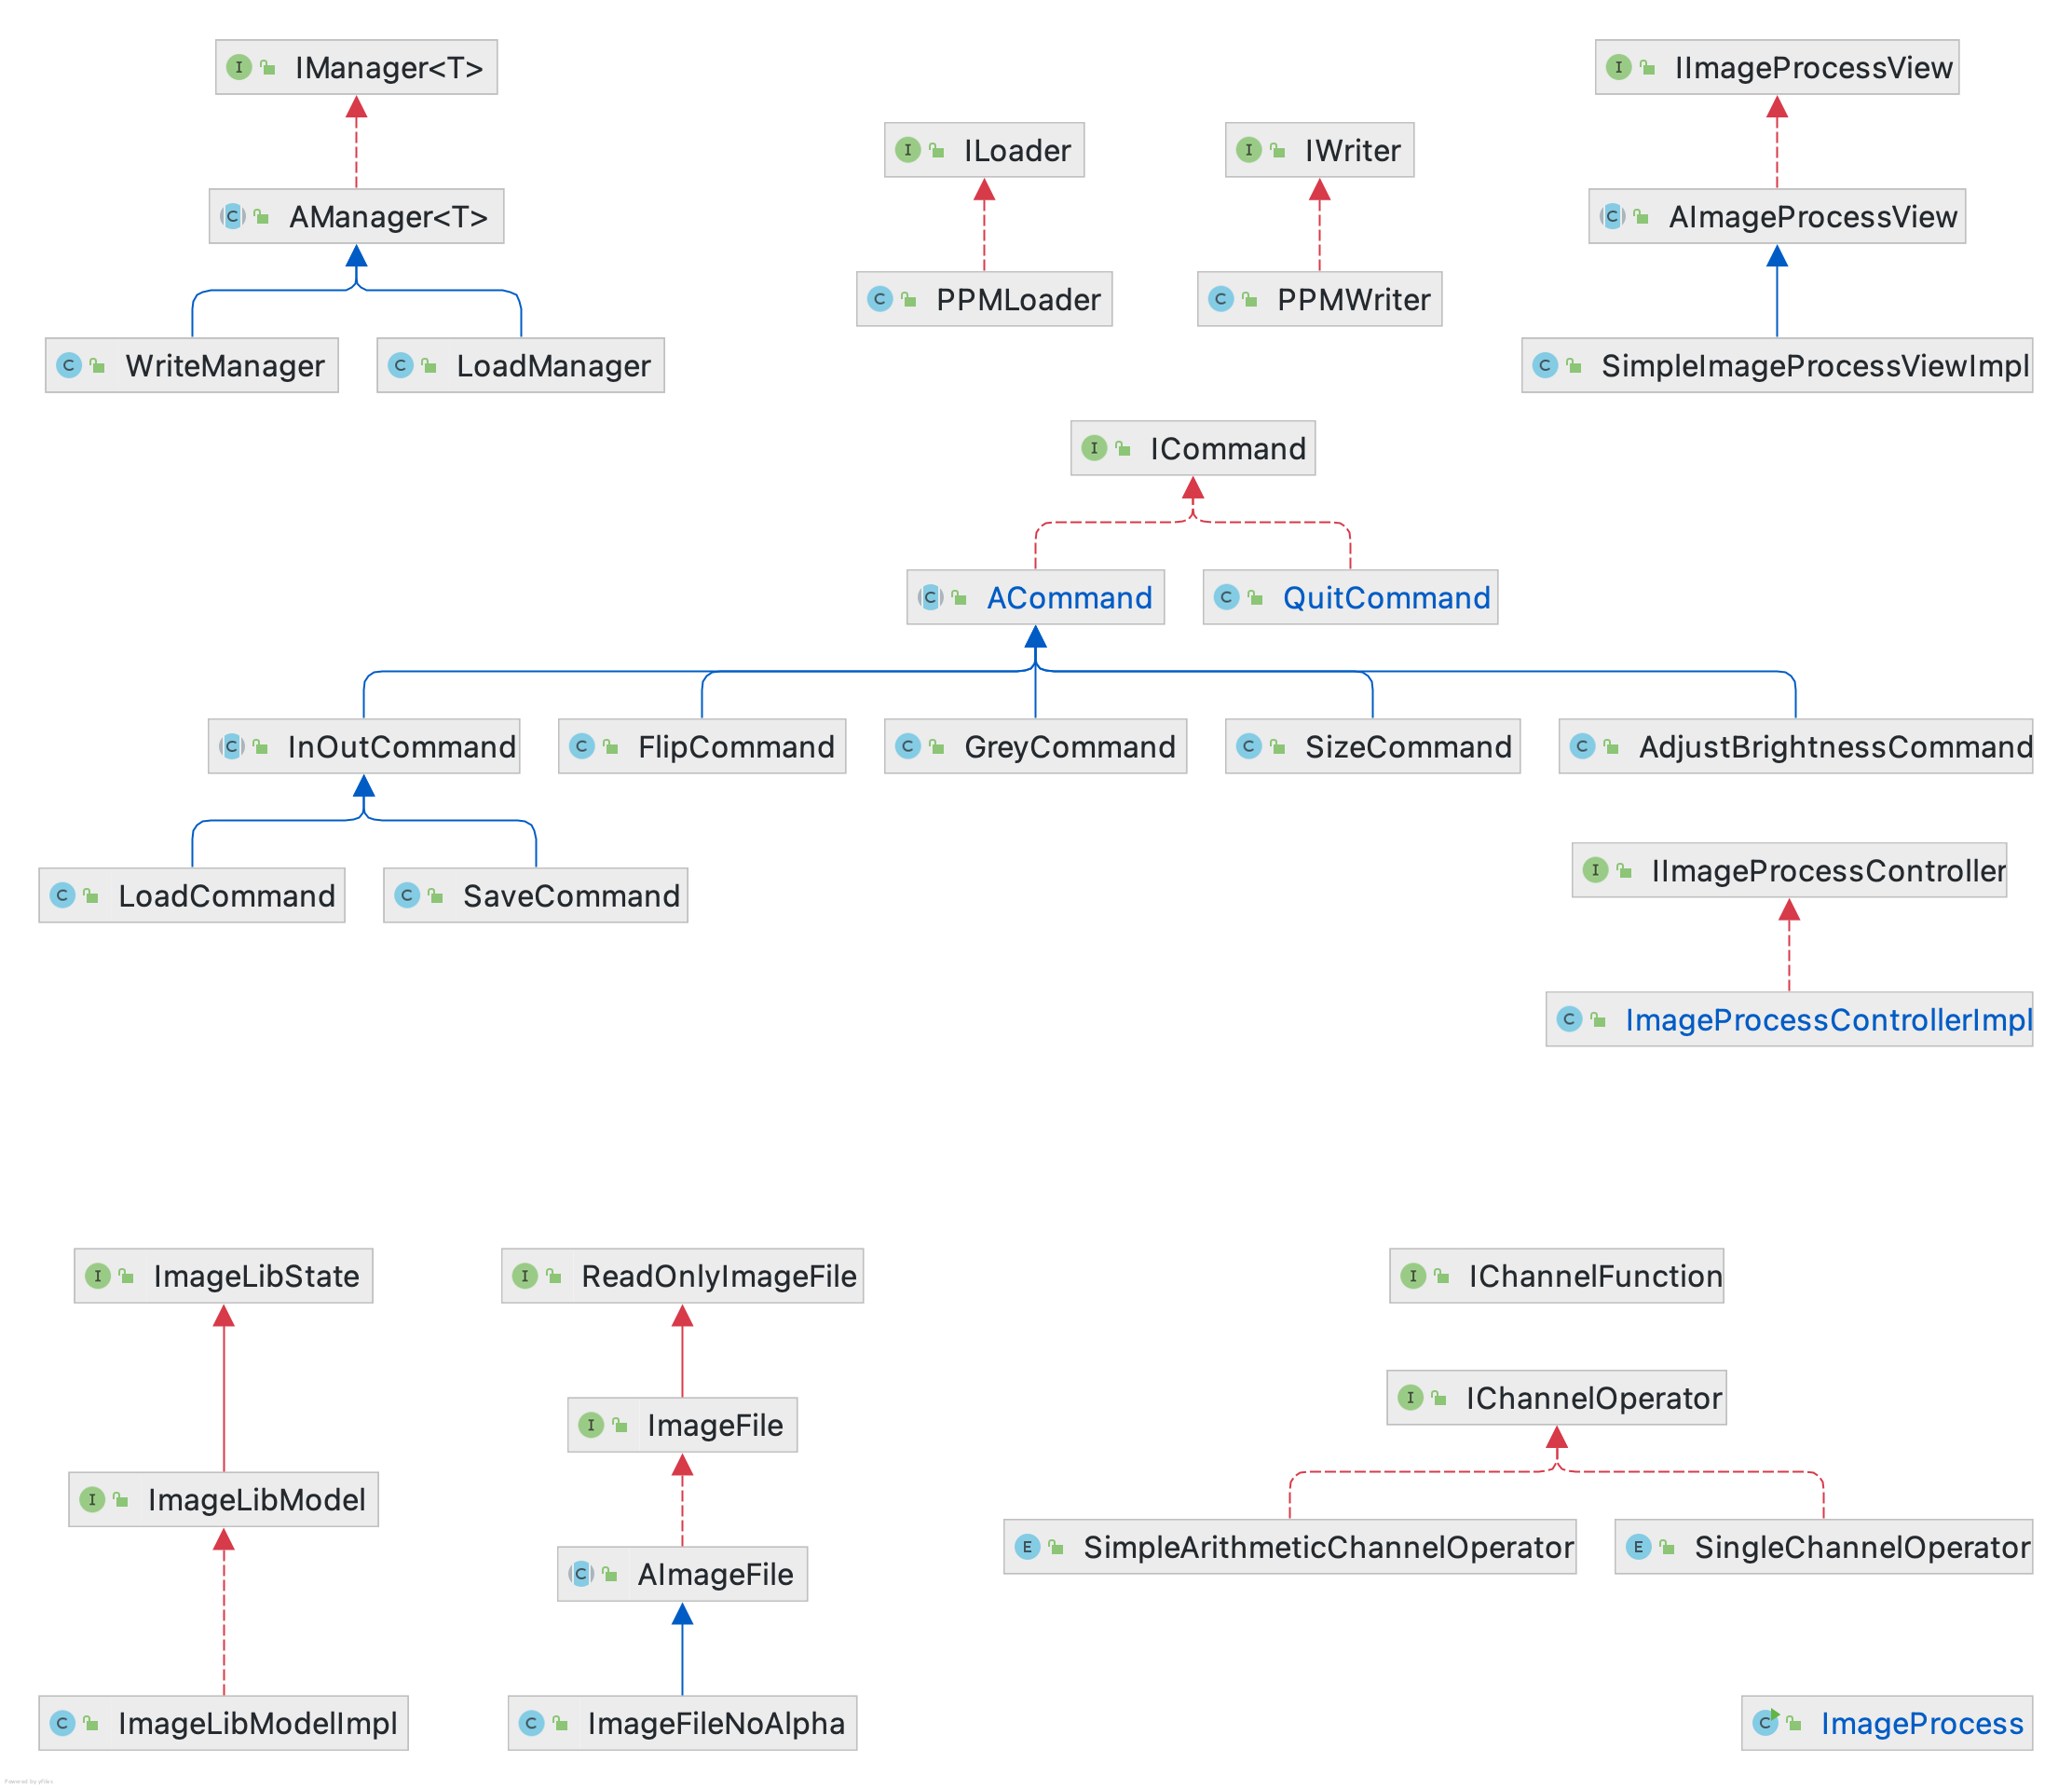 IManager<T>
IImageProcessView
ILoader
IWriter
AManager<T>
AImageProcessView
PPMLoader
PPMWriter
WriteManager
LoadManager
SimpleImageProcessViewImpl
ICommand
ACommand
QuitCommand
InOutCommand
FlipCommand
GreyCommand
SizeCommand
AdjustBrightnessCommand
IImageProcessController
LoadCommand
SaveCommand
ImageProcessControllerImpl
ImageLibState
ReadOnlyImageFile
IChannelFunction
IChannelOperator
ImageFile
ImageLibModel
SimpleArithmeticChannelOperator
SingleChannelOperator
AImageFile
ImageLibModelImpl
ImageFileNoAlpha
ImageProcess
Powered by yFiles